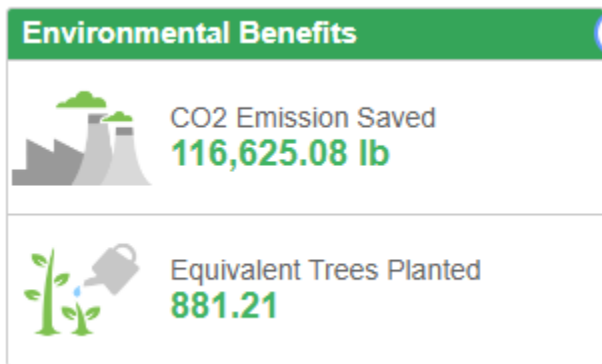 Environmental Benefits
CO2 Emission Saved
116,625.08 lb
Equivalent Trees Planted
881.21